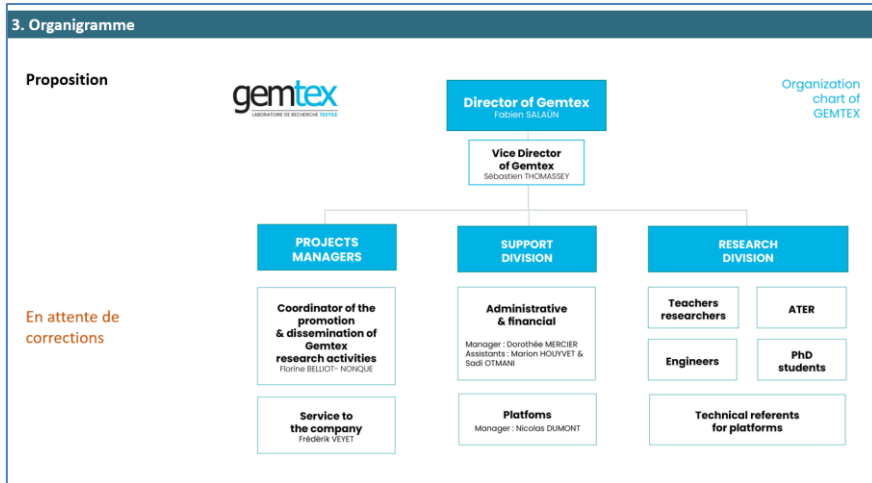 3. Organigramme
Proposition
gemtex
LABORATOIRE DE RECHERCHE TEXTILE
Director of Gemtex
Fabien SALAÜN
Organization
chart of
GEMTEX
Vice Director
of Gemtex
Sébastien THOMASSEY
PROJECTS
MANAGERS
SUPPORT
DIVISION
RESEARCH
DIVISION
En attente de
corrections
Coordinator of the
promotion
& dissemination of
Gemtex
research activities
Florine BELLIOT- NONQUE
Service to
the company
Frédérik VEYET
Administrative
& financial
Manager : Dorothée MERCIER
Assistants : Marion HOUYVET &
Sadi OTMANI
Platfoms
Manager : Nicolas DUMONT
Teachers
researchers
ATER
Engineers
PhD
students
Technical referents
for platforms